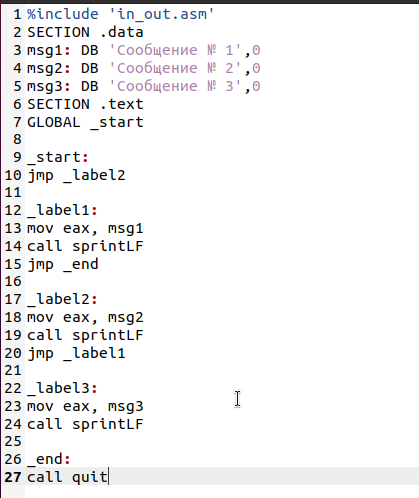 1 %include 'in_out.asm'
2 SECTION .data
3 msg1: DB 'Сообщение № 1',0
4 msg2: DB 'Сообщение № 2',0
5 msg3: DB 'Сообщение № 3',0
6 SECTION .text
7 GLOBAL _start
8
9 _start:
10 jmp _label2
11
12 _label1:
13 mov eax, msg1
14 call sprintLF
15 jmp _end
16
17 _label2:
18 mov eax, msg2
19 call sprintLF
20 jmp _label1
21
22 _label3:
23 mov eax, msg3
24 call sprintLF
25
26 _end:
27 call quit